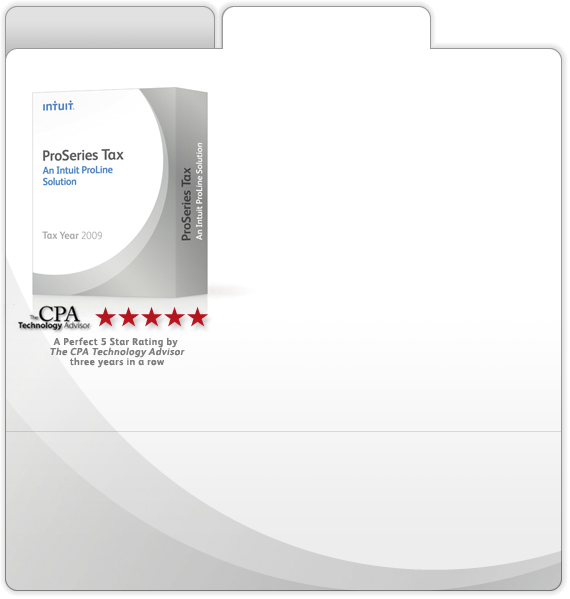 intuit.
ProSeries Tax
An Intuit ProLine
Solution
Tax Year 2009
ProSeries Tax
An Intuit ProLine Solution
The CPA
Technology Advisor
A Perfect 5 Star Rating by
The CPA Technology Advisor
three years in a row